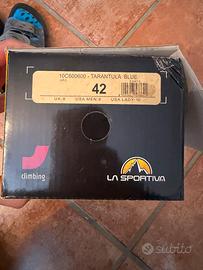 10C600600 - TARANTULA BLUE
42
UK: 8 USA MEN: 9 USA LADY: 10
climbing
LA SPORTIVA
subito